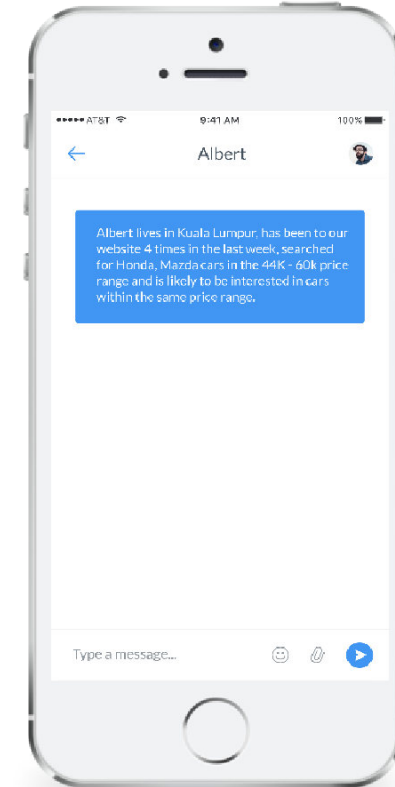 AT&T
9:41 AM
100%
Albert
Albert lives in Kuala Lumpur, has been to our
website 4 times in the last week, searched
for Honda, Mazda cars in the 44K - 60k price
range and is likely to be interested in cars
within the same price range.
Type a message...